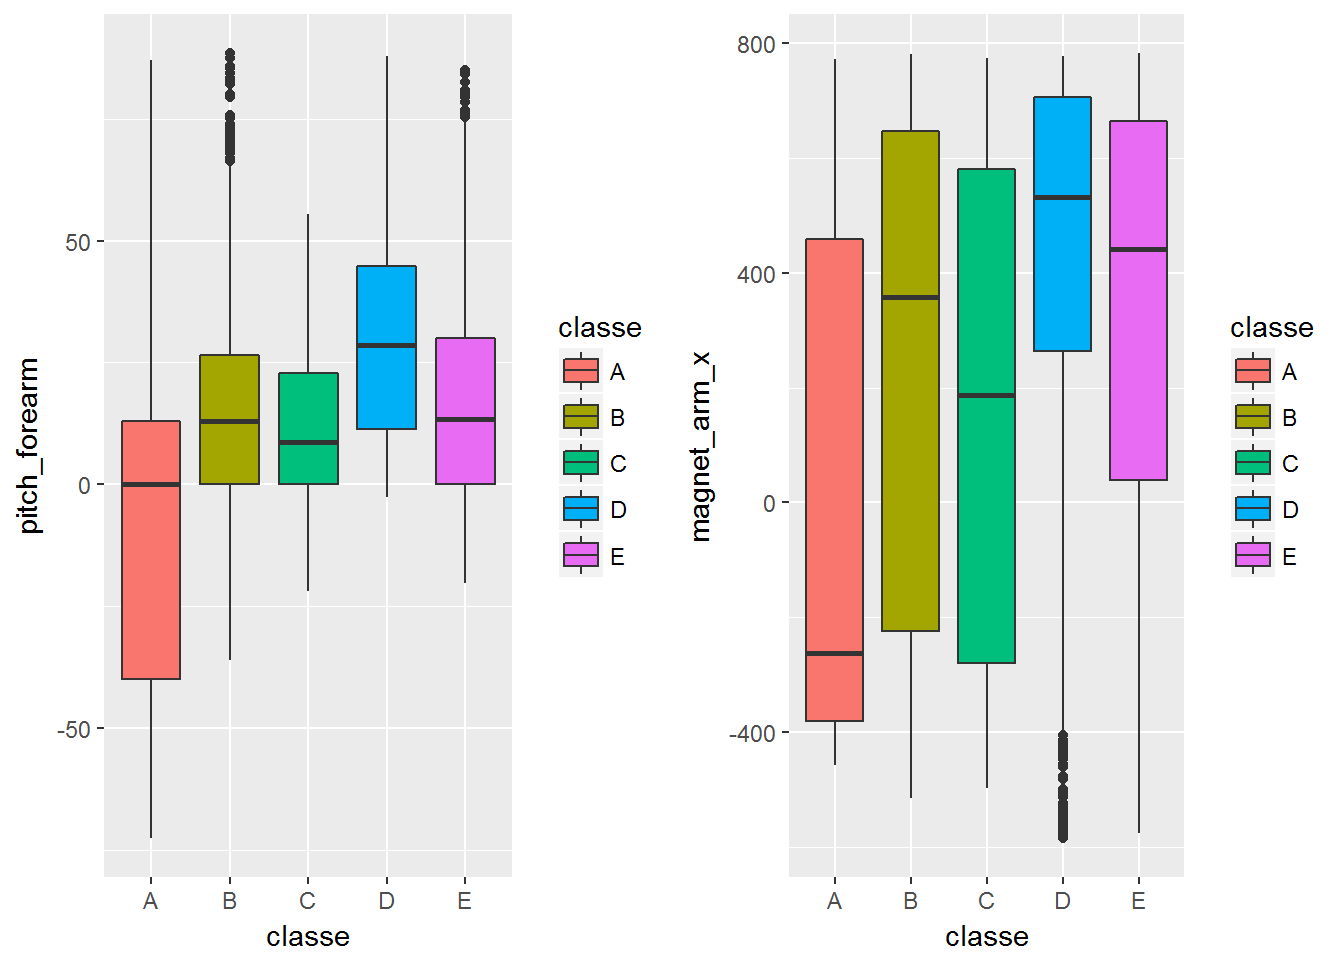 pitch_forearm
50
0
-50
A B C D E
classe
classe
A
B
C
D
E
magnet_arm_x
800
400
0
-400
A B C D E
classe
classe
A
B
C
D
E